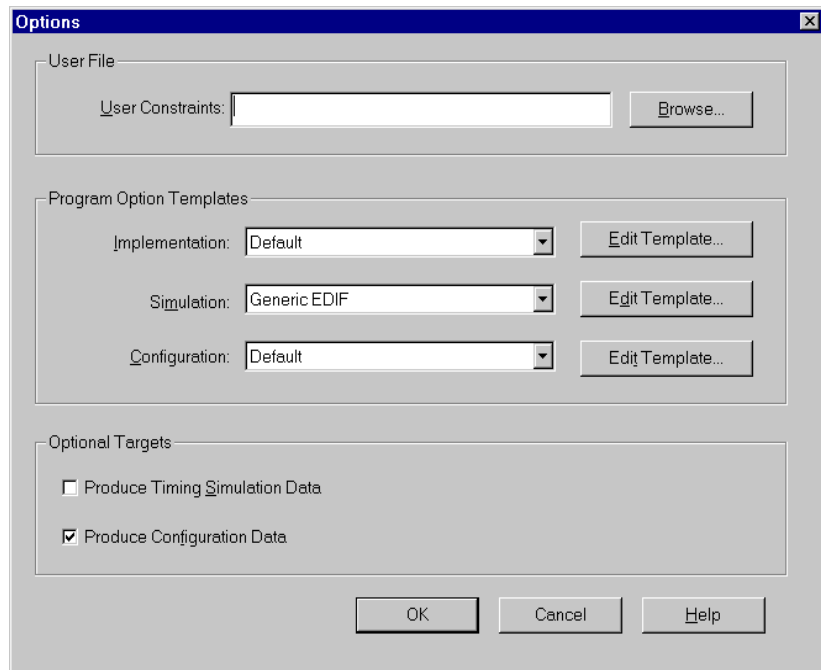 Options
User File
User Constraints:
Browse...
Program Option Templates
Implementation: Default Edit Template...
Simulation: Generic EDIF Edit Template...
Configuration: Default Edit Template...
Optional Targets
Produce Timing Simulation Data
Produce Configuration Data
OK Cancel Help